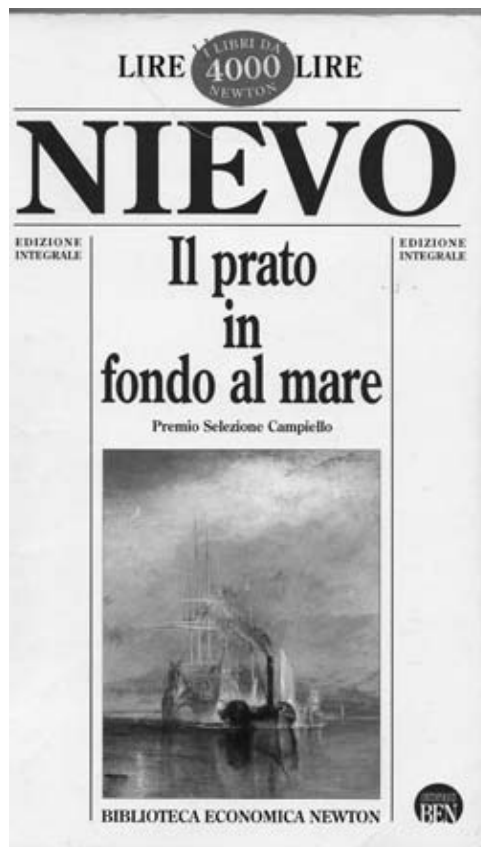 I LIBRI DA
LIRE 4000 LIRE
NEWTON
NIEVO
EDIZIONE
INTEGRALE
Il prato
in
fondo al mare
EDIZIONE
INTEGRALE
Premio Selezione Campiello
BIBLIOTECA ECONOMICA NEWTON
BEN